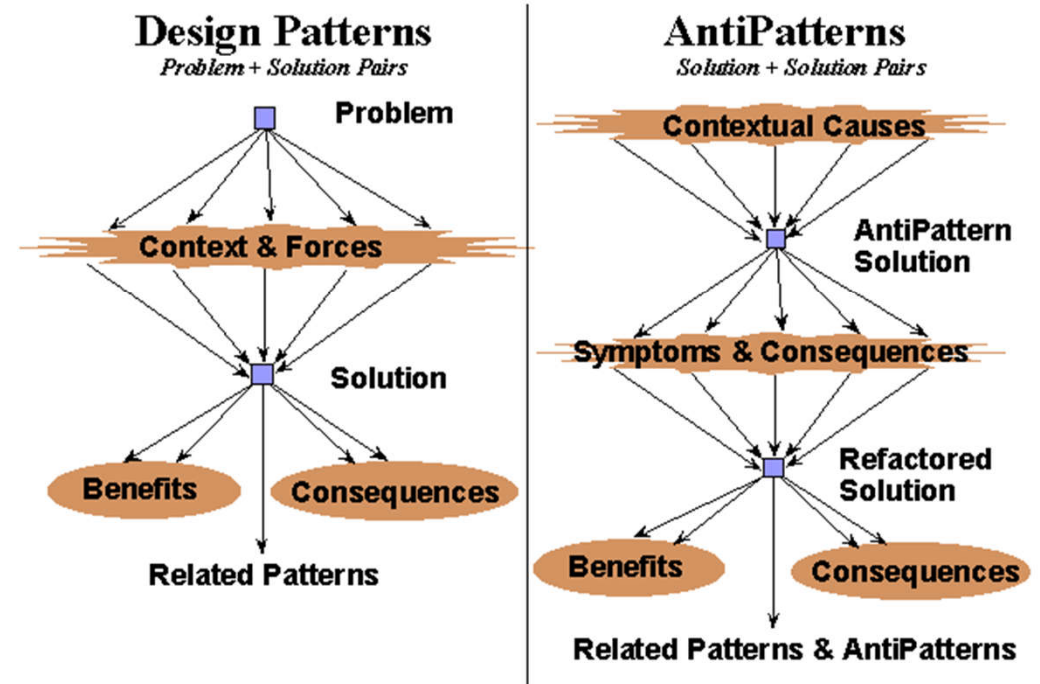 Design Patterns
Problem + Solution Pairs
Problem
Context & Forces
Solution
Benefits
Consequences
Related Patterns
AntiPatterns
Solution + Solution Pairs
Contextual Causes
AntiPattern
Solution
Symptoms & Consequences
Refactored
Solution
Benefits
Consequences
Related Patterns & AntiPatterns